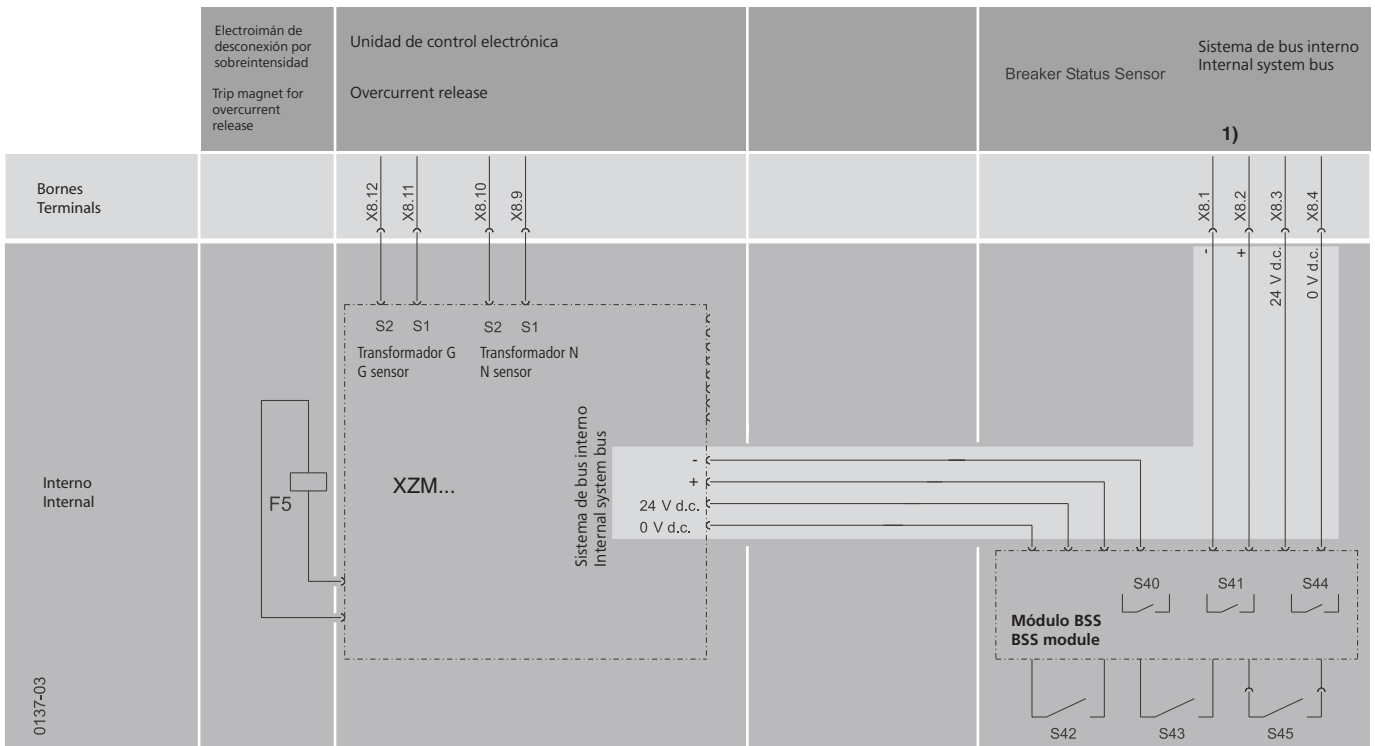 Electroimán de
desconexión por
sobreintensidad
Trip magnet for
overcurrent
release
Unidad de control electrónica
Overcurrent release
Breaker Status Sensor
Sistema de bus interno
Internal system bus
1)
Bornes
Terminals
X8.12
X8.11
X8.10
X8.9
X8.1
X8.2
X8.3
X8.4
-
+
24 V d.c.
0 V d.c.
S2 S1
S2 S1
Transformador G
G sensor
Transformador N
N sensor
Interno
Internal
F5
XZM...
Sistema de bus interno
Internal system bus
-
+
24 V d.c.
0 V d.c.
S40
S41
S44
Módulo BSS
BSS module
S42
S43
S45
0137-03